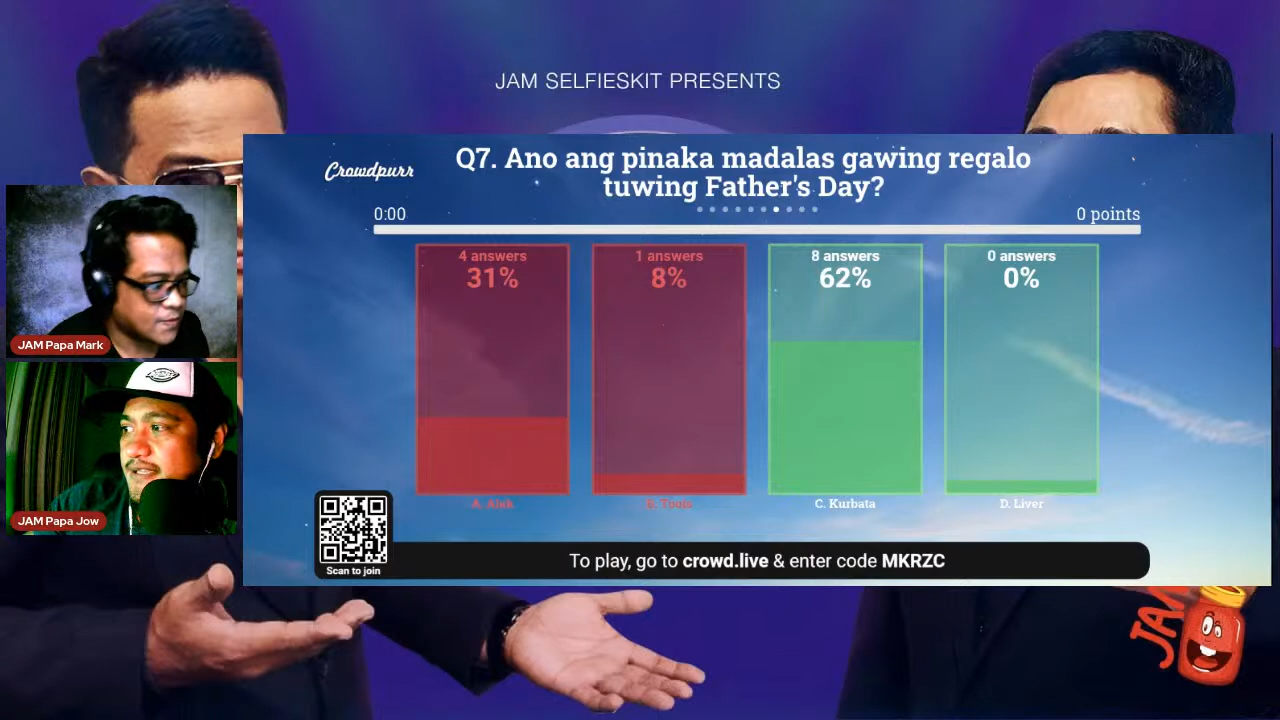 JAM SELFIESKIT PRESENTS
Crowdpurr
Q7. Ano ang pinaka madalas gawing regalo
tuwing Father's Day?
0:00
0 points
4 answers
31%
1 answers
8%
8 answers
62%
0 answers
0%
A. Alak
C. Kurbata
D. Liver
JAM Papa Mark
JAM Papa Jow
Scan to join
To play, go to crowd.live & enter code MKRZC
JAM